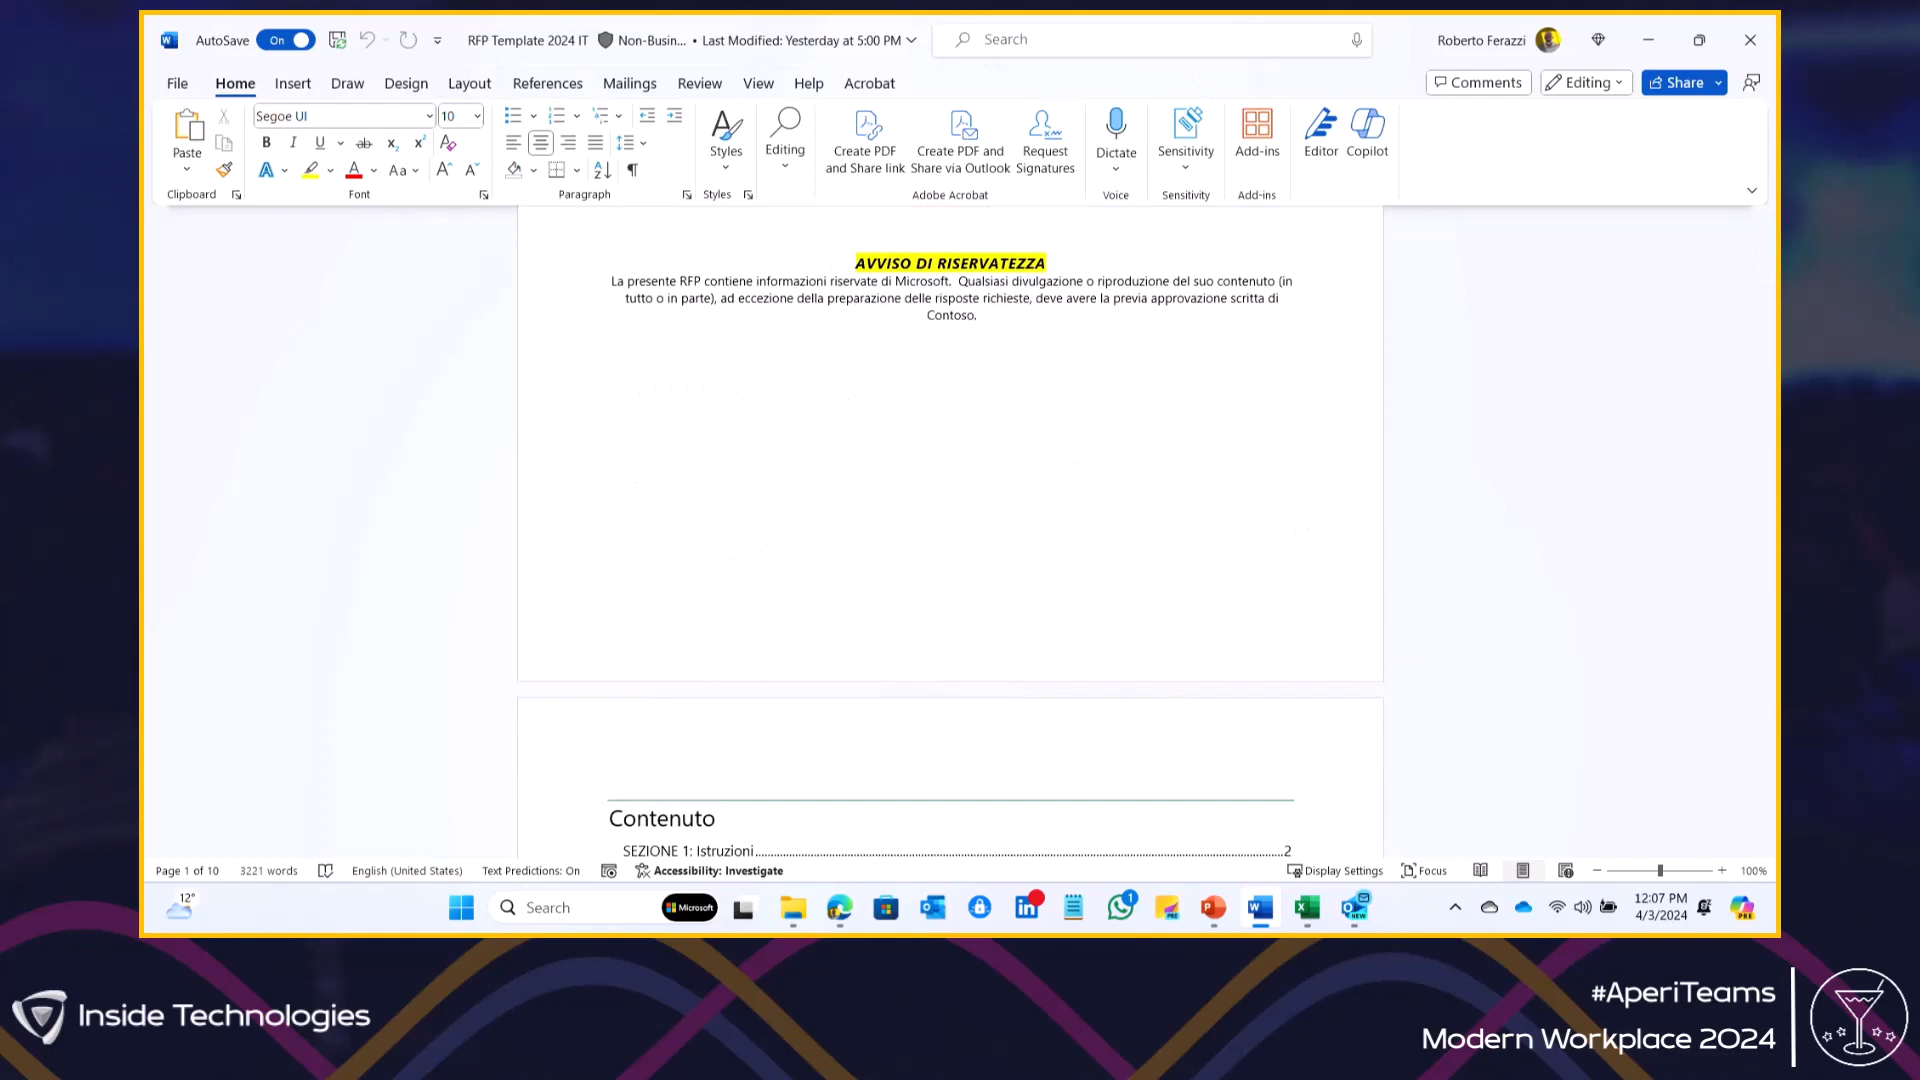 AutoSave On RFP Template 2024 IT Non-Busin... • Last Modified: Yesterday at 5:00 PM Search Roberto Ferazzi
File Home Insert Draw Design Layout References Mailings Review View Help Acrobat Comments Editing Share
Segoe UI 10
Paste Styles Editing Create PDF and Share link Create PDF and Share via Outlook Request Signatures Dictate Sensitivity Add-ins Editor Copilot
Clipboard Font Paragraph Styles Adobe Acrobat Voice Sensitivity Add-ins
AVVISO DI RISERVATEZZA
La presente RFP contiene informazioni riservate di Microsoft.  Qualsiasi divulgazione o riproduzione del suo contenuto (in
tutto o in parte), ad eccezione della preparazione delle risposte richieste, deve avere la previa approvazione scritta di
Contoso.
Contenuto
SEZIONE 1: Istruzioni 2
Page 1 of 10 3221 words English (United States) Text Predictions: On Accessibility: Investigate Display Settings Focus 100%
12° Search Microsoft 12:07 PM
4/3/2024
Inside Technologies
#AperiTeams
Modern Workplace 2024